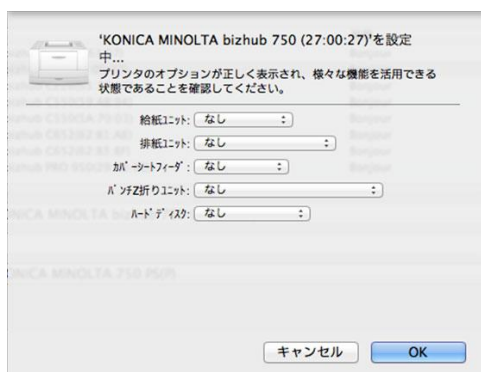 'KONICA MINOLTA bizhub 750 (27:00:27)'を設定
中...
プリンタのオプションが正しく表示され、様々な機能を活用できる
状態であることを確認してください。
給紙ﾕﾆｯﾄ: なし
排紙ﾕﾆｯﾄ: なし
ｶﾊﾞｰｼｰﾄﾌｨｰﾀﾞ: なし
ﾊﾟﾝﾁZ折りﾕﾆｯﾄ: なし
ﾊｰﾄﾞﾃﾞｨｽｸ: なし
キャンセル OK